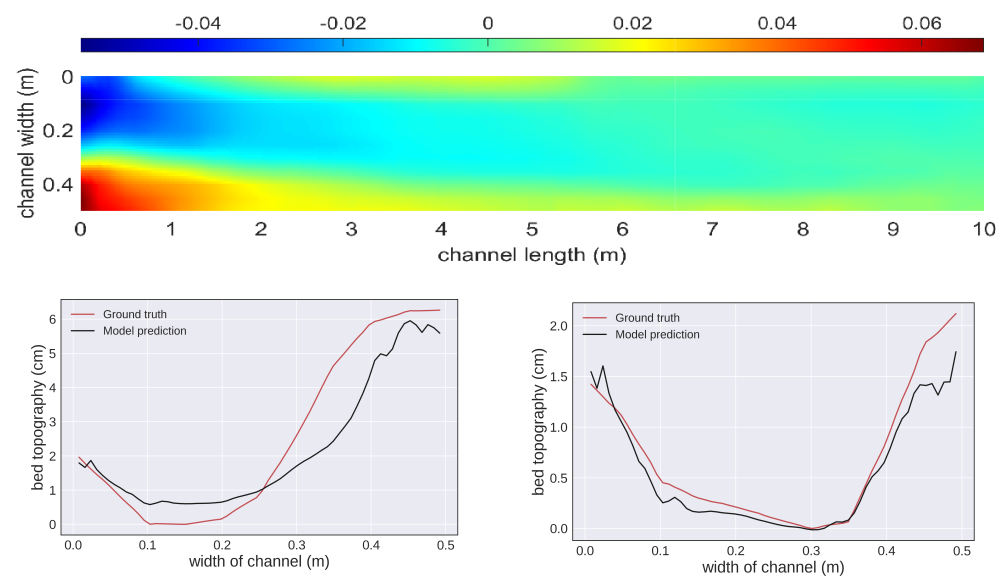 -0.04 -0.02 0 0.02 0.04 0.06
channel width (m)
0
0.2
0.4
0 1 2 3 4 5 6 7 8 9 10
channel length (m)
Ground truth
Model prediction
bed topography (cm)
6
5
4
3
2
1
0
0.0 0.1 0.2 0.3 0.4 0.5
width of channel (m)
Ground truth
Model prediction
bed topography (cm)
2.0
1.5
1.0
0.5
0.0
0.0 0.1 0.2 0.3 0.4 0.5
width of channel (m)